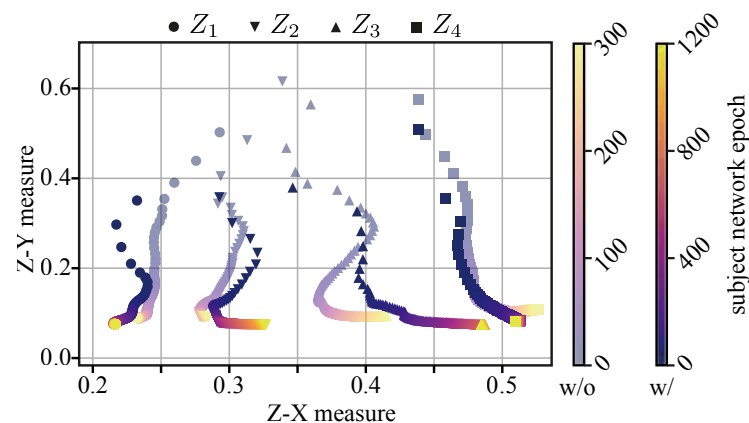 Z1 Z2 Z3 Z4
0.6
0.4
0.2
0.0
Z-Y measure
0.2 0.3 0.4 0.5
Z-X measure
300
200
100
0
w/o
1200
800
400
0
w/
subject network epoch